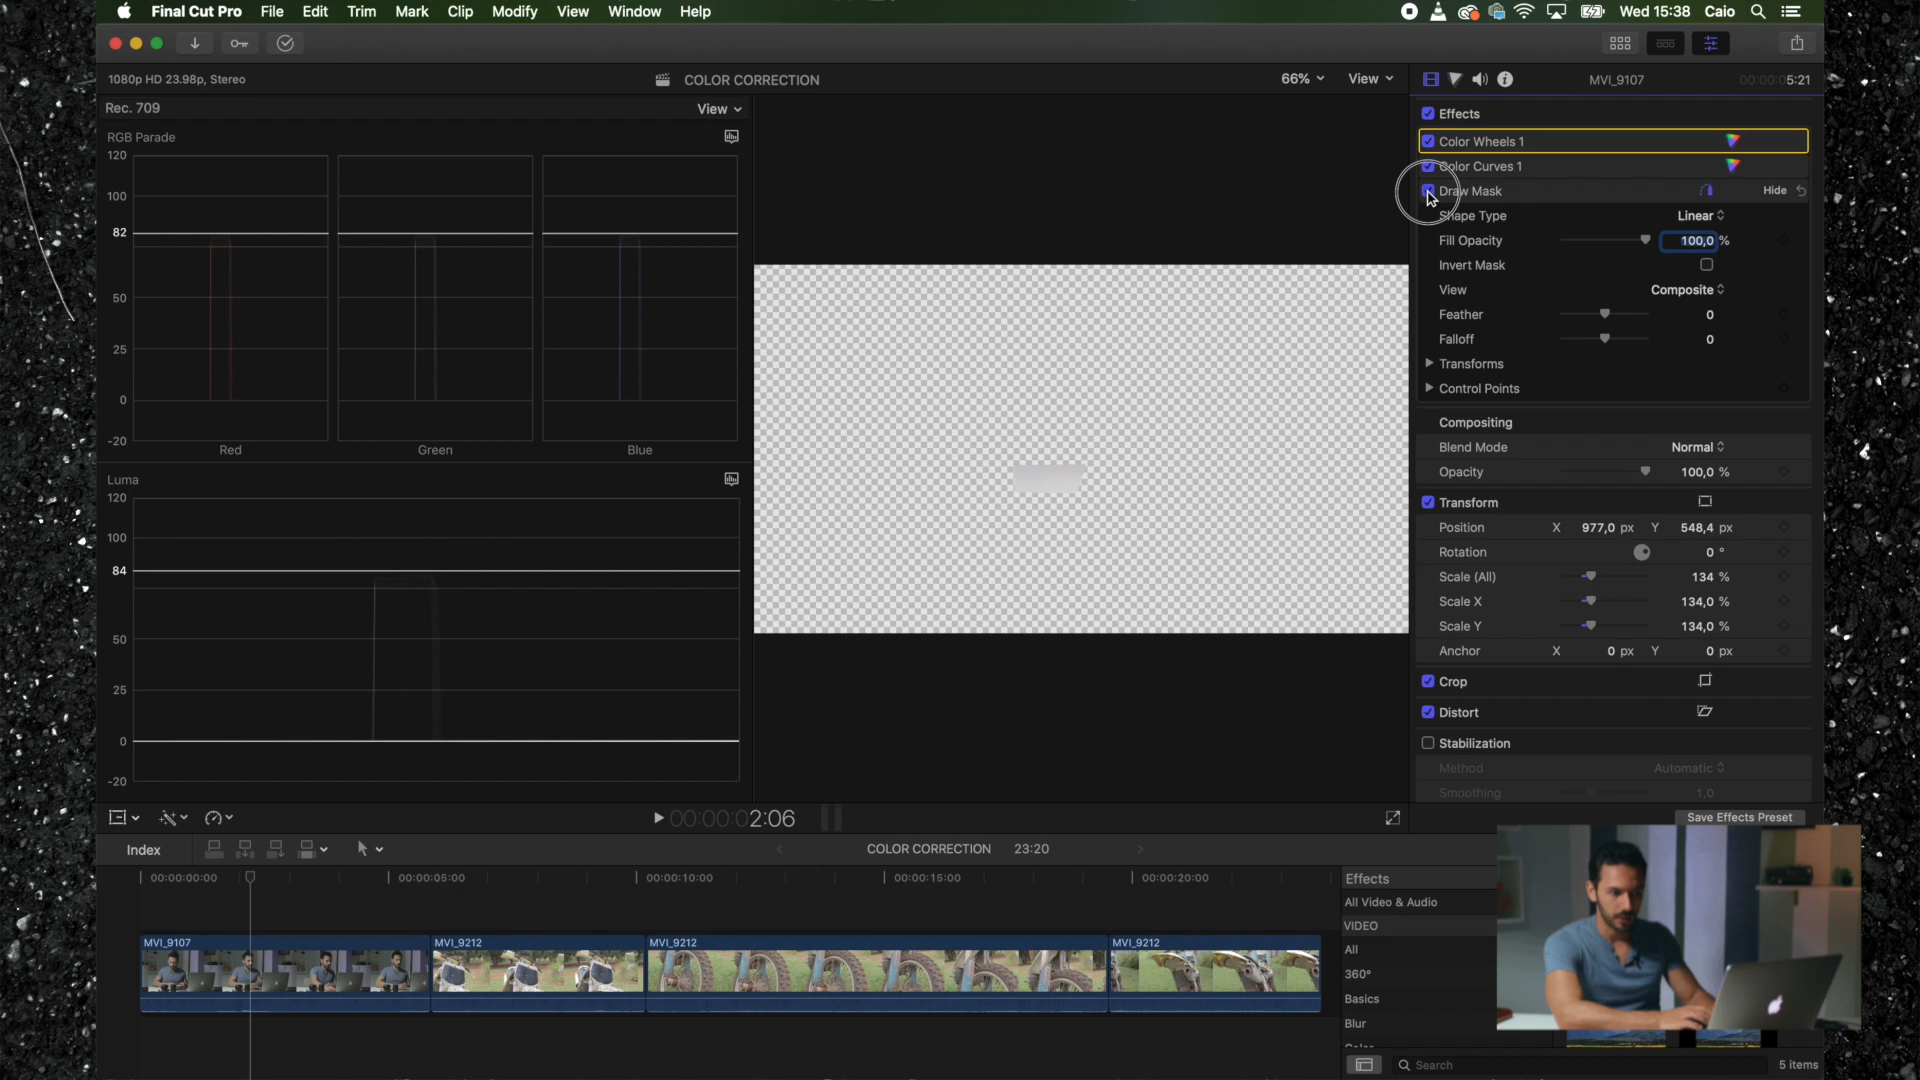 Final Cut Pro File Edit Trim Mark Clip Modify View Window Help
Wed 15:38 Caio
1080p HD 23.98p, Stereo
COLOR CORRECTION
66% View
MVI_9107
00:00:05:21
Rec. 709
View
RGB Parade
120
100
82
50
25
0
-20
Red
Green
Blue
Luma
120
100
84
50
25
0
-20
Effects
Color Wheels 1
Color Curves 1
Draw Mask
Hide
Shape Type
Linear
Fill Opacity
100,0 %
Invert Mask
View
Composite
Feather
0
Falloff
0
Transforms
Control Points
Compositing
Blend Mode
Normal
Opacity
100,0 %
Transform
Position X 977,0 px Y 548,4 px
Rotation 0 °
Scale (All) 134 %
Scale X 134,0 %
Scale Y 134,0 %
Anchor X 0 px Y 0 px
Crop
Distort
Stabilization
Method Automatic
Smoothing 1,0
Save Effects Preset
00:00:02:06
Index
COLOR CORRECTION 23:20
00:00:00:00
00:00:05:00
00:00:10:00
00:00:15:00
00:00:20:00
MVI_9107
MVI_9212
MVI_9212
MVI_9212
Effects
All Video & Audio
VIDEO
All
360°
Basics
Blur
Color
Search
5 items